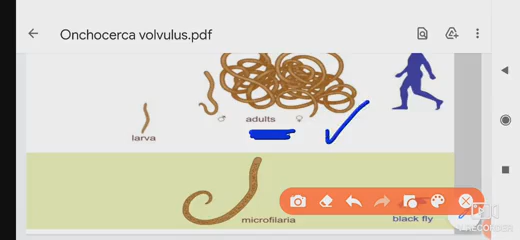 Onchocerca volvulus.pdf
♂ adults ♀
larva
microfilaria
black fly